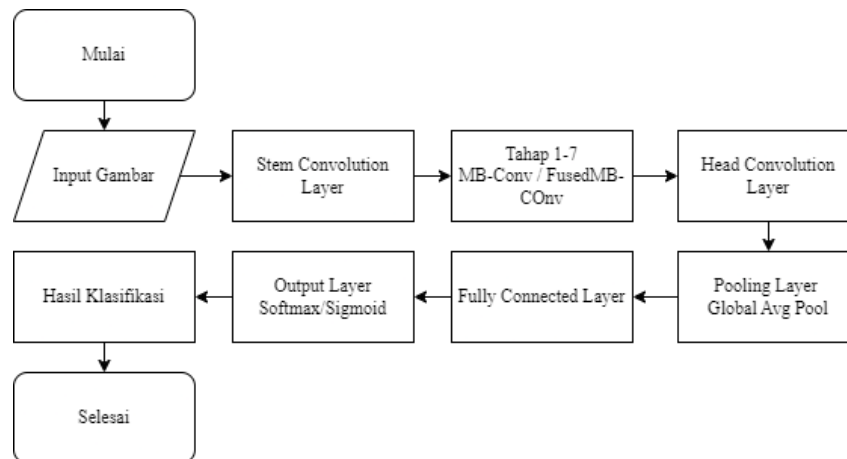 Mulai
Input Gambar
Stem Convolution
Layer
Tahap 1-7
MB-Conv / FusedMB-
COnv
Head Convolution
Layer
Pooling Layer
Global Avg Pool
Fully Connected Layer
Output Layer
Softmax/Sigmoid
Hasil Klasifikasi
Selesai